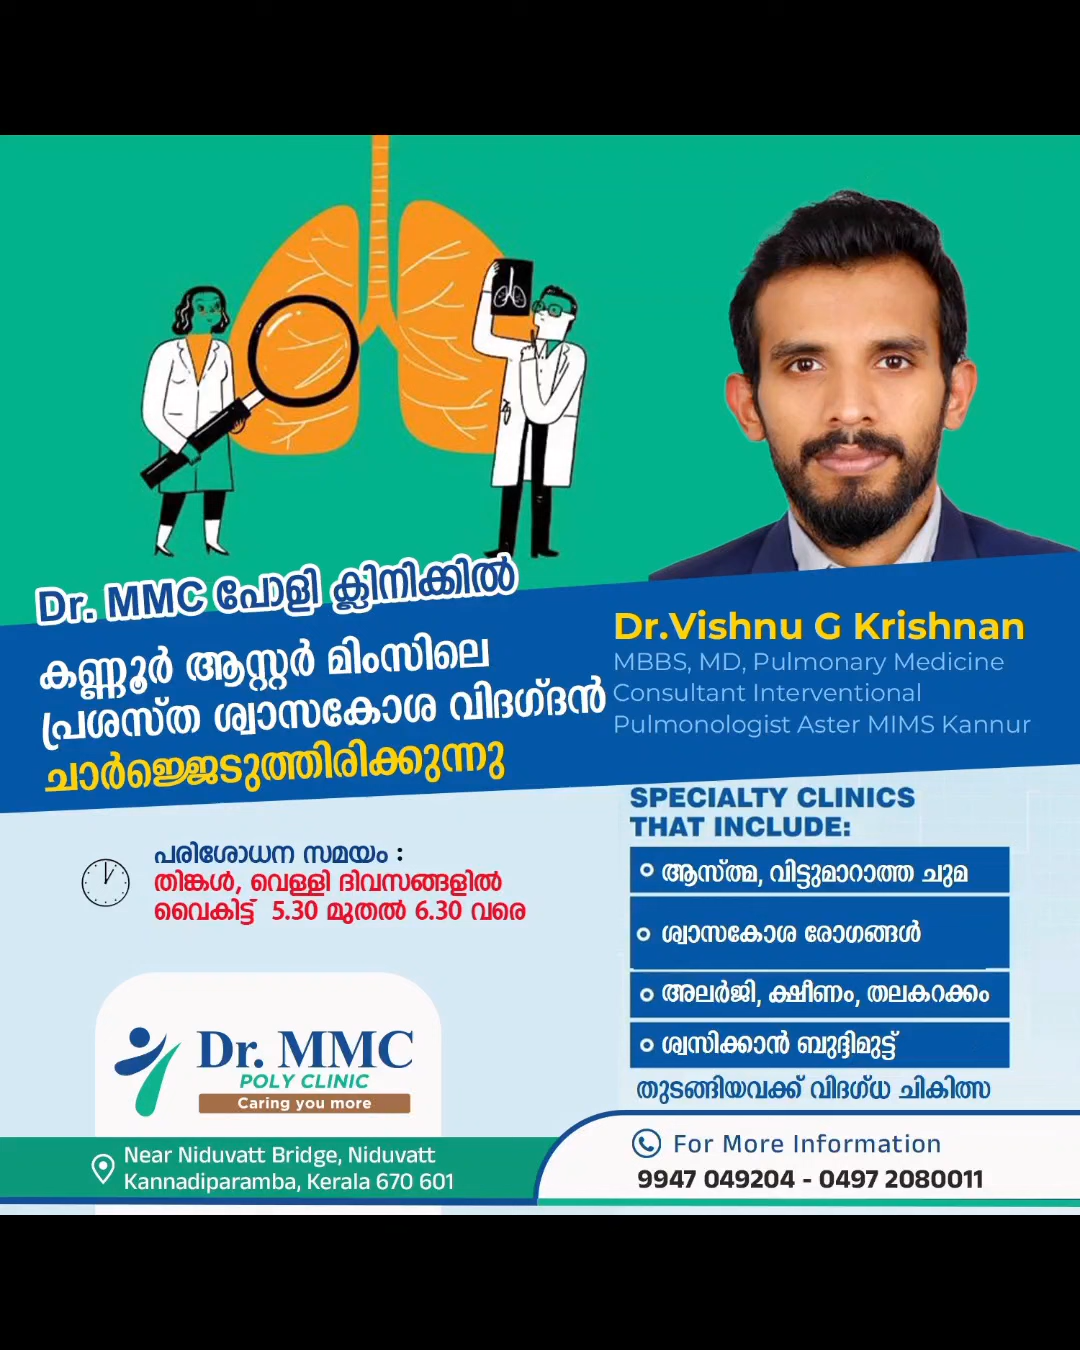 Dr. MMC പോളി ക്ലിനിക്കിൽ
കണ്ണൂർ ആസ്റ്റർ മിംസിലെ
പ്രശസ്ത ശ്വാസകോശ വിദഗ്ദൻ
ചാർജ്ജെടുത്തിരിക്കുന്നു
Dr.Vishnu G Krishnan
MBBS, MD, Pulmonary Medicine
Consultant Interventional
Pulmonologist Aster MIMS Kannur
പരിശോധന സമയം :
തിങ്കൾ, വെള്ളി ദിവസങ്ങളിൽ
വൈകിട്ട് 5.30 മുതൽ 6.30 വരെ
SPECIALTY CLINICS
THAT INCLUDE:
ആസ്ത്മ, വിട്ടുമാറാത്ത ചുമ
ശ്വാസകോശ രോഗങ്ങൾ
അലർജി, ക്ഷീണം, തലകറക്കം
ശ്വസിക്കാൻ ബുദ്ദിമുട്ട്
തുടങ്ങിയവക്ക് വിദഗ്ധ ചികിത്സ
Dr. MMC
POLY CLINIC
Caring you more
Near Niduvatt Bridge, Niduvatt
Kannadiparamba, Kerala 670 601
For More Information
9947 049204 - 0497 2080011